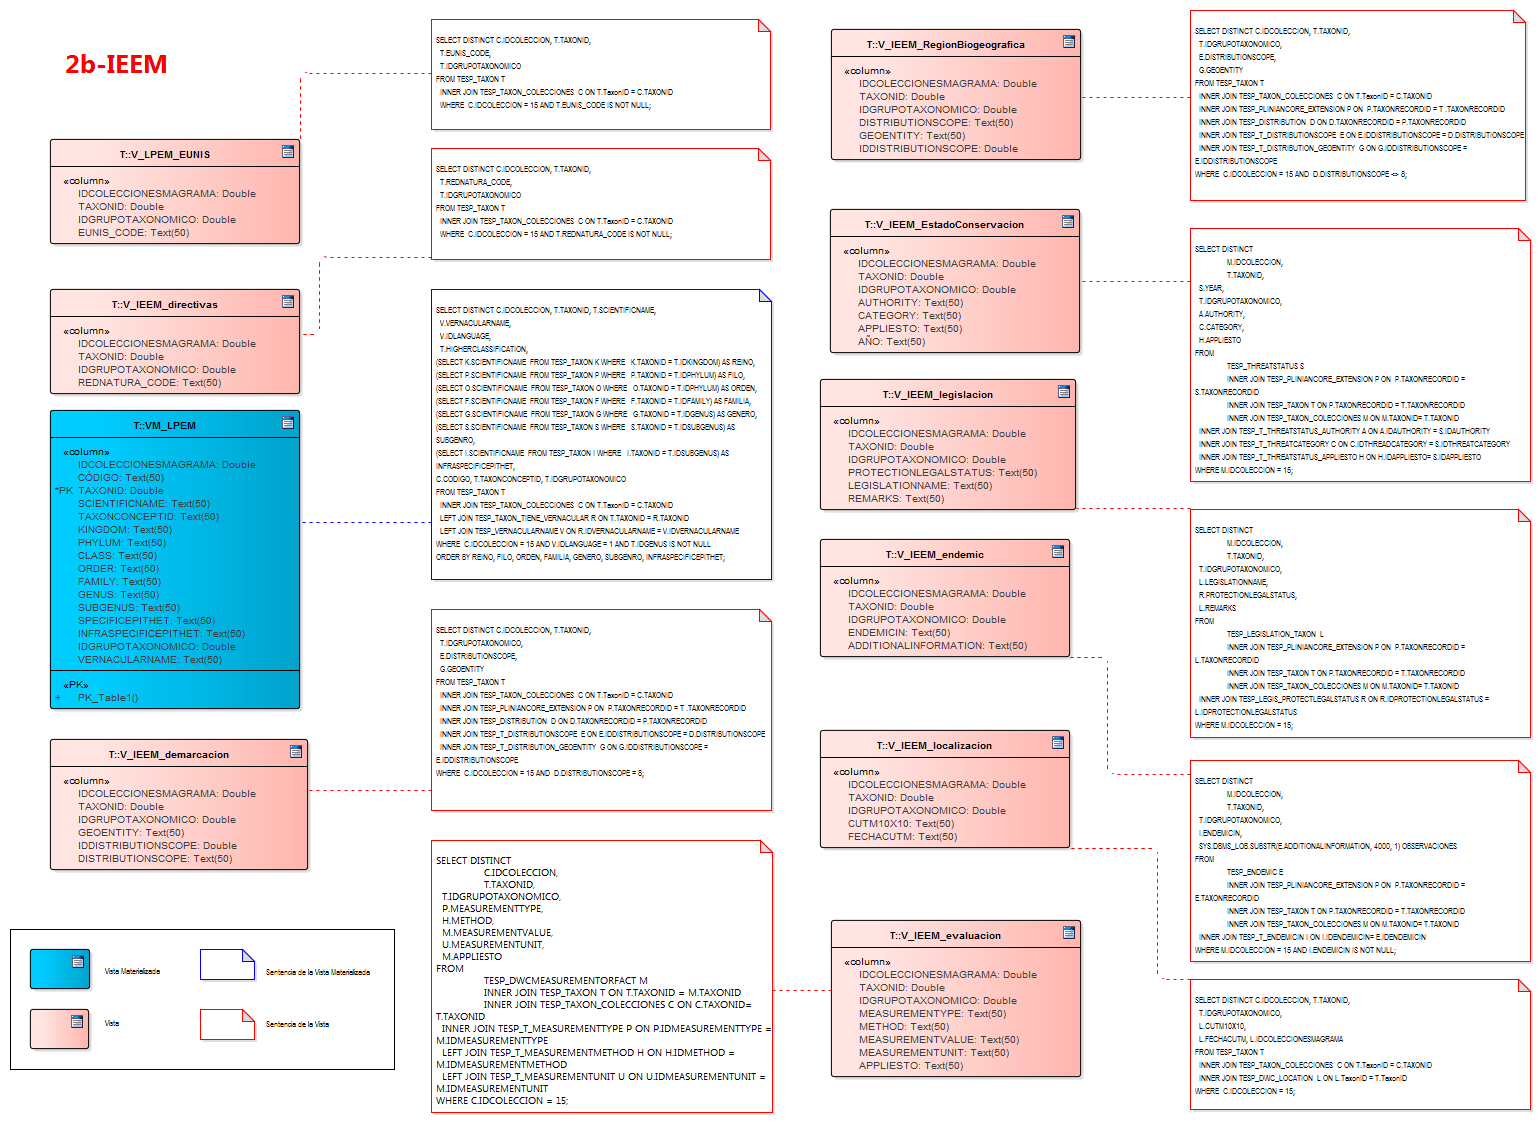 2b-IEEM
T::V_LPEM_EUNIS
«column»
IDCOLECCIONESMAGRAMA: Double
TAXONID: Double
IDGRUPOTAXONOMICO: Double
EUNIS_CODE: Text(50)
T::V_IEEM_directivas
«column»
IDCOLECCIONESMAGRAMA: Double
TAXONID: Double
IDGRUPOTAXONOMICO: Double
REDNATURA_CODE: Text(50)
VM_LPEM
«column»
IDCOLECCIONESMAGRAMA: Double
CÓDIGO: Text(50)
*PK TAXONID: Double
SCIENTIFICNAME: Text(50)
TAXONCONCEPTID: Text(50)
KINGDOM: Text(50)
PHYLUM: Text(50)
CLASS: Text(50)
ORDER: Text(50)
FAMILY: Text(50)
GENUS: Text(50)
SUBGENUS: Text(50)
SPECIFICEPITHET: Text(50)
INFRASPECIFICEPITHET: Text(50)
IDGRUPOTAXONOMICO: Double
VERNACULARNAME: Text(50)
«PK»
+ PK_Table1()
T::V_IEEM_demarcacion
«column»
IDCOLECCIONESMAGRAMA: Double
TAXONID: Double
IDGRUPOTAXONOMICO: Double
GEOENTITY: Text(50)
IDDISTRIBUTIONSCOPE: Double
DISTRIBUTIONSCOPE: Text(50)
Vista Materializada
Sentencia de la Vista Materializada
Vista
Sentencia de la Vista
SELECT DISTINCT C.IDCOLECCION, T.TAXONID,
T.EUNIS_CODE,
T.IDGRUPOTAXONOMICO
FROM TESP_TAXON T
INNER JOIN TESP_TAXON_COLECCIONES C ON T.TaxonID = C.TAXONID
WHERE C.IDCOLECCION = 15 AND T.EUNIS_CODE IS NOT NULL;
SELECT DISTINCT C.IDCOLECCION, T.TAXONID,
T.REDNATURA_CODE,
T.IDGRUPOTAXONOMICO
FROM TESP_TAXON T
INNER JOIN TESP_TAXON_COLECCIONES C ON T.TaxonID = C.TAXONID
WHERE C.IDCOLECCION = 15 AND T.REDNATURA_CODE IS NOT NULL;
SELECT DISTINCT C.IDCOLECCION, T.TAXONID, T.SCIENTIFICNAME,
V.VERNACULARNAME,
V.IDLANGUAGE,
T.HIGHERCLASSIFICATION,
(SELECT K.SCIENTIFICNAME FROM TESP_TAXON K WHERE K.TAXONID = T.IDKINGDOM) AS REINO,
(SELECT P.SCIENTIFICNAME FROM TESP_TAXON P WHERE P.TAXONID = T.IDPHYLUM) AS FILO,
(SELECT O.SCIENTIFICNAME FROM TESP_TAXON O WHERE O.TAXONID = T.IDPHYLUM) AS ORDEN,
(SELECT F.SCIENTIFICNAME FROM TESP_TAXON F WHERE F.TAXONID = T.IDFAMILY) AS FAMILIA,
(SELECT G.SCIENTIFICNAME FROM TESP_TAXON G WHERE G.TAXONID = T.IDGENUS) AS GENERO,
(SELECT S.SCIENTIFICNAME FROM TESP_TAXON S WHERE S.TAXONID = T.IDSUBGENUS) AS
SUBGENRO,
(SELECT I.SCIENTIFICNAME FROM TESP_TAXON I WHERE I.TAXONID = T.IDSUBGENUS) AS
INFRASPECIFICEPITHET,
C.CODIGO, T.TAXONCONCEPTID, T.IDGRUPOTAXONOMICO
FROM TESP_TAXON T
INNER JOIN TESP_TAXON_COLECCIONES C ON T.TaxonID = C.TAXONID
LEFT JOIN TESP_TAXON_TIENE_VERNACULAR R ON T.TAXONID = R.TAXONID
LEFT JOIN TESP_VERNACULARNAME V ON R.IDVERNACULARNAME = V.IDVERNACULARNAME
WHERE C.IDCOLECCION = 15 AND V.IDLANGUAGE = 1 AND T.IDGENUS IS NOT NULL
ORDER BY REINO, FILO, ORDEN, FAMILIA, GENERO, SUBGENRO, INFRASPECIFICEPITHET;
SELECT DISTINCT C.IDCOLECCION, T.TAXONID,
T.IDGRUPOTAXONOMICO,
E.DISTRIBUTIONSCOPE,
G.GEOENTITY
FROM TESP_TAXON T
INNER JOIN TESP_TAXON_COLECCIONES C ON T.TaxonID = C.TAXONID
INNER JOIN TESP_PLINIANCORE_EXTENSION P ON P.TAXONRECORDID = T .TAXONRECORDID
INNER JOIN TESP_DISTRIBUTION D ON D.TAXONRECORDID = P.TAXONRECORDID
INNER JOIN TESP_T_DISTRIBUTIONSCOPE E ON E.IDDISTRIBUTIONSCOPE = D.DISTRIBUTIONSCOPE
INNER JOIN TESP_T_DISTRIBUTION_GEOENTITY G ON G.IDDISTRIBUTIONSCOPE =
E.IDDISTRIBUTIONSCOPE
WHERE C.IDCOLECCION = 15 AND D.DISTRIBUTIONSCOPE = 8;
SELECT DISTINCT
C.IDCOLECCION,
T.TAXONID,
T.IDGRUPOTAXONOMICO,
P.MEASUREMENTTYPE,
H.METHOD,
M.MEASUREMENTVALUE,
U.MEASUREMENTUNIT,
M.APPLIESTO
FROM
TESP_DWCMEASUREMENTORFACT M
INNER JOIN TESP_TAXON T ON T.TAXONID = M.TAXONID
INNER JOIN TESP_TAXON_COLECCIONES C ON C.TAXONID=
T.TAXONID
INNER JOIN TESP_T_MEASUREMENTTYPE P ON P.IDMEASUREMENTTYPE =
M.IDMEASUREMENTTYPE
LEFT JOIN TESP_T_MEASUREMENTMETHOD H ON H.IDMETHOD =
M.IDMEASUREMENTMETHOD
LEFT JOIN TESP_T_MEASUREMENTUNIT U ON U.IDMEASUREMENTUNIT =
M.IDMEASUREMENTUNIT
WHERE C.IDCOLECCION = 15;
T::V_IEEM_RegionBiogeografica
«column»
IDCOLECCIONESMAGRAMA: Double
TAXONID: Double
IDGRUPOTAXONOMICO: Double
DISTRIBUTIONSCOPE: Text(50)
GEOENTITY: Text(50)
IDDISTRIBUTIONSCOPE: Double
T::V_IEEM_EstadoConservacion
«column»
IDCOLECCIONESMAGRAMA: Double
TAXONID: Double
IDGRUPOTAXONOMICO: Double
AUTHORITY: Text(50)
CATEGORY: Text(50)
APPLIESTO: Text(50)
AÑO: Text(50)
T::V_IEEM_legislacion
«column»
IDCOLECCIONESMAGRAMA: Double
TAXONID: Double
IDGRUPOTAXONOMICO: Double
PROTECTIONLEGALSTATUS: Text(50)
LEGISLATIONNAME: Text(50)
REMARKS: Text(50)
T::V_IEEM_endemic
«column»
IDCOLECCIONESMAGRAMA: Double
TAXONID: Double
IDGRUPOTAXONOMICO: Double
ENDEMICIN: Text(50)
ADDITIONALINFORMATION: Text(50)
T::V_IEEM_localizacion
«column»
IDCOLECCIONESMAGRAMA: Double
TAXONID: Double
IDGRUPOTAXONOMICO: Double
CUTM10X10: Text(50)
FECHACUTM: Text(50)
T::V_IEEM_evaluacion
«column»
IDCOLECCIONESMAGRAMA: Double
TAXONID: Double
IDGRUPOTAXONOMICO: Double
MEASUREMENTYPE: Text(50)
METHOD: Text(50)
MEASUREMENTVALUE: Text(50)
MEASUREMENTUNIT: Text(50)
APPLIESTO: Text(50)
SELECT DISTINCT C.IDCOLECCION, T.TAXONID,
T.IDGRUPOTAXONOMICO,
E.DISTRIBUTIONSCOPE,
G.GEOENTITY
FROM TESP_TAXON T
INNER JOIN TESP_TAXON_COLECCIONES C ON T.TaxonID = C.TAXONID
INNER JOIN TESP_PLINIANCORE_EXTENSION P ON P.TAXONRECORDID = T .TAXONRECORDID
INNER JOIN TESP_DISTRIBUTION D ON D.TAXONRECORDID = P.TAXONRECORDID
INNER JOIN TESP_T_DISTRIBUTIONSCOPE E ON E.IDDISTRIBUTIONSCOPE = D.DISTRIBUTIONSCOPE
INNER JOIN TESP_T_DISTRIBUTION_GEOENTITY G ON G.IDDISTRIBUTIONSCOPE =
E.IDDISTRIBUTIONSCOPE
WHERE C.IDCOLECCION = 15 AND D.DISTRIBUTIONSCOPE <> 8;
SELECT DISTINCT
M.IDCOLECCION,
T.TAXONID,
S.YEAR,
T.IDGRUPOTAXONOMICO,
A.AUTHORITY,
C.CATEGORY,
H.APPLIESTO
FROM
TESP_THREATSTATUS S
INNER JOIN TESP_PLINIANCORE_EXTENSION P ON P.TAXONRECORDID =
S.TAXONRECORDID
INNER JOIN TESP_TAXON T ON P.TAXONRECORDID = T.TAXONRECORDID
INNER JOIN TESP_TAXON_COLECCIONES M ON M.TAXONID= T.TAXONID
INNER JOIN TESP_T_THREATSTATUS_AUTHORITY A ON A.IDAUTHORITY = S.IDAUTHORITY
INNER JOIN TESP_T_THREATCATEGORY C ON C.IDTHREADCATEGORY = S.IDTHREATCATEGORY
INNER JOIN TESP_T_THREATSTATUS_APPLIESTO H ON H.IDAPPLIESTO= S.IDAPPLIESTO
WHERE M.IDCOLECCION = 15;
SELECT DISTINCT
M.IDCOLECCION,
T.TAXONID,
T.IDGRUPOTAXONOMICO,
L.LEGISLATIONNAME,
R.PROTECTIONLEGALSTATUS,
L.REMARKS
FROM
TESP_LEGISLATION_TAXON L
INNER JOIN TESP_PLINIANCORE_EXTENSION P ON P.TAXONRECORDID =
L.TAXONRECORDID
INNER JOIN TESP_TAXON T ON P.TAXONRECORDID = T.TAXONRECORDID
INNER JOIN TESP_TAXON_COLECCIONES M ON M.TAXONID= T.TAXONID
INNER JOIN TESP_LEGIS_PROTECTLEGALSTATUS R ON R.IDPROTECTIONLEGALSTATUS =
L.IDPROTECTIONLEGALSTATUS
WHERE M.IDCOLECCION = 15;
SELECT DISTINCT
M.IDCOLECCION,
T.TAXONID,
T.IDGRUPOTAXONOMICO,
I.ENDEMICIN,
SYS.DBMS_LOB.SUBSTR(E.ADDITIONALINFORMATION, 4000, 1) OBSERVACIONES
FROM
TESP_ENDEMIC E
INNER JOIN TESP_PLINIANCORE_EXTENSION P ON P.TAXONRECORDID =
E.TAXONRECORDID
INNER JOIN TESP_TAXON T ON P.TAXONRECORDID = T.TAXONRECORDID
INNER JOIN TESP_TAXON_COLECCIONES M ON M.TAXONID= T.TAXONID
INNER JOIN TESP_T_ENDEMICIN I ON I.IDENDEMICIN= E.IDENDEMICIN
WHERE M.IDCOLECCION = 15 AND I.ENDEMICIN IS NOT NULL;
SELECT DISTINCT C.IDCOLECCION, T.TAXONID,
T.IDGRUPOTAXONOMICO,
L.CUTM10X10,
L.FECHACUTM, L.IDCOLECCIONESMAGRAMA
FROM TESP_TAXON T
INNER JOIN TESP_TAXON_COLECCIONES C ON T.TaxonID = C.TAXONID
INNER JOIN TESP_DWC_LOCATION L ON L.TaxonID = T.TaxonID
WHERE C.IDCOLECCION = 15;